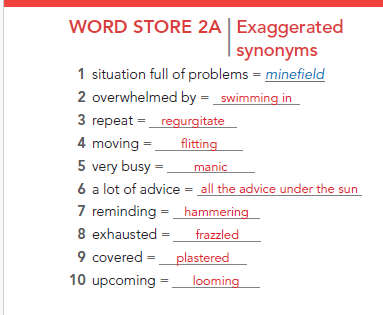 WORD STORE 2A Exaggerated
synonyms
1 situation full of problems = minefield
2 overwhelmed by = swimming in
3 repeat = regurgitate
4 moving = flitting
5 very busy = manic
6 a lot of advice = all the advice under the sun
7 reminding = hammering
8 exhausted = frazzled
9 covered = plastered
10 upcoming = looming